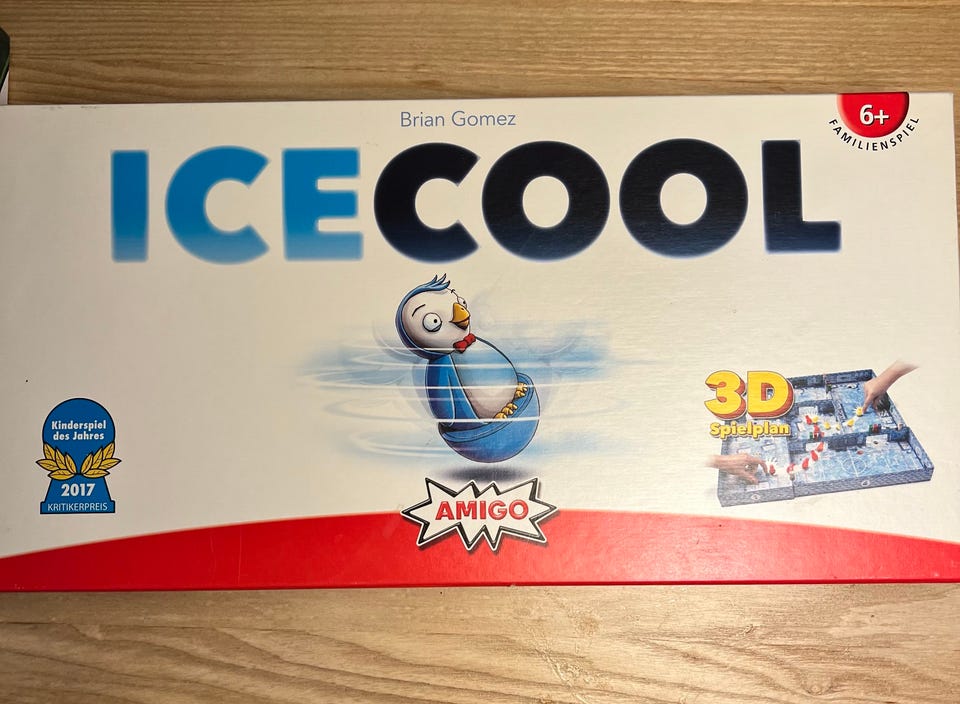 Brian Gomez
6+
FAMILIENSPIEL
ICECOOL
3D
Spielplan
Kinderspiel
des Jahres
2017
KRITIKERPREIS
AMIGO